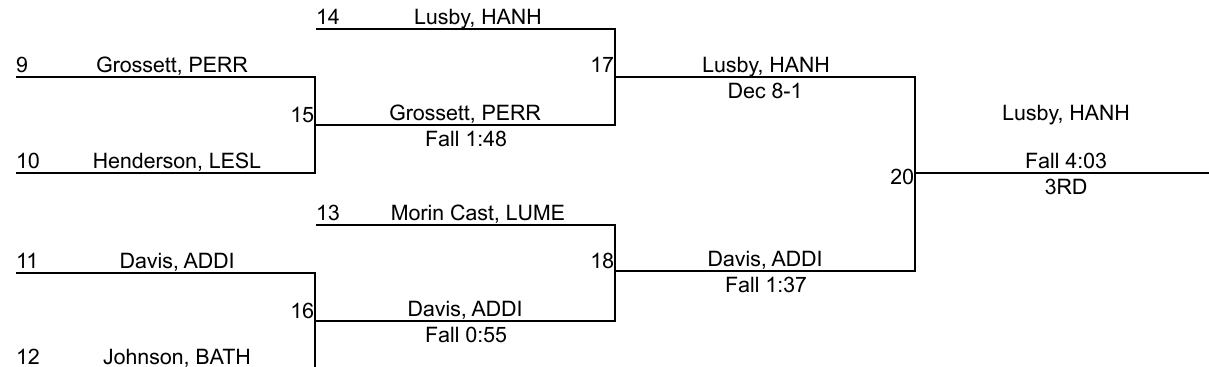 14 Lusby, HANH
9 Grossett, PERR
17 Lusby, HANH
Dec 8-1
15 Grossett, PERR
Fall 1:48
Lusby, HANH
10 Henderson, LESL
Fall 4:03
20
3RD
13 Morin Cast, LUME
11 Davis, ADDI
18 Davis, ADDI
Fall 1:37
16 Davis, ADDI
Fall 0:55
12 Johnson, BATH